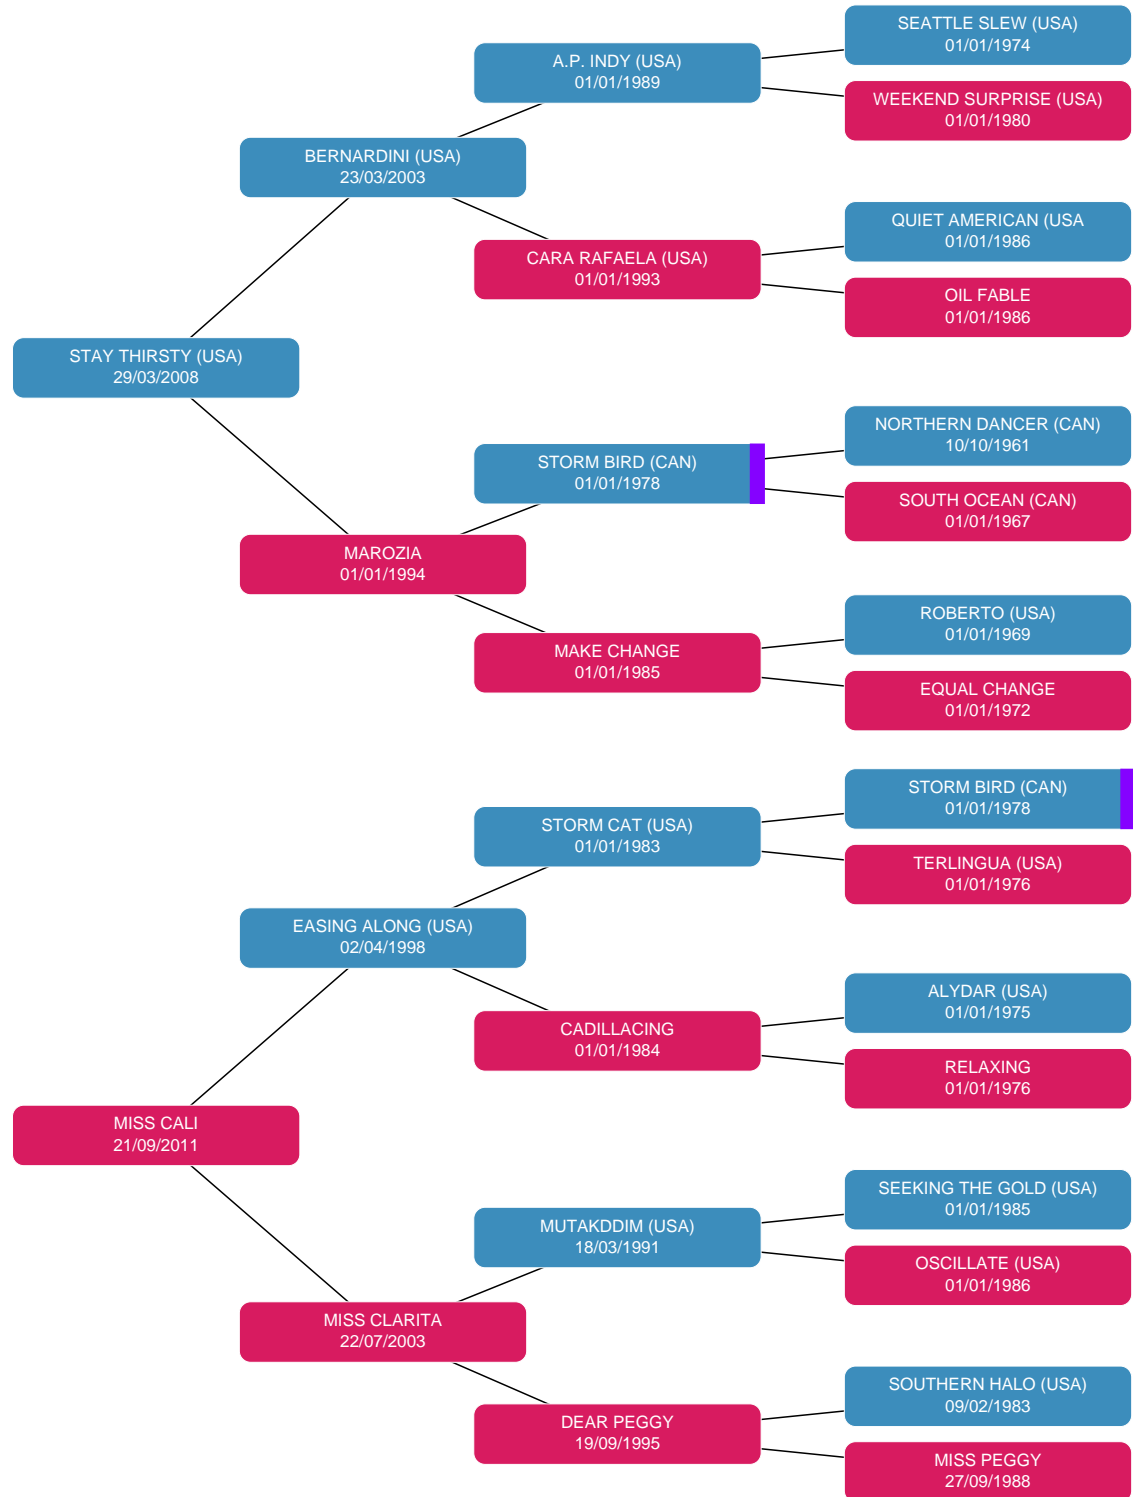 SEATTLE SLEW (USA)
01/01/1974
A.P. INDY (USA)
01/01/1989
WEEKEND SURPRISE (USA)
01/01/1980
BERNARDINI (USA)
23/03/2003
QUIET AMERICAN (USA
01/01/1986
CARA RAFAELA (USA)
01/01/1993
OIL FABLE
01/01/1986
STAY THIRSTY (USA)
29/03/2008
NORTHERN DANCER (CAN)
10/10/1961
STORM BIRD (CAN)
01/01/1978
SOUTH OCEAN (CAN)
01/01/1967
MAROZIA
01/01/1994
ROBERTO (USA)
01/01/1969
MAKE CHANGE
01/01/1985
EQUAL CHANGE
01/01/1972
STORM BIRD (CAN)
01/01/1978
STORM CAT (USA)
01/01/1983
TERLINGUA (USA)
01/01/1976
EASING ALONG (USA)
02/04/1998
ALYDAR (USA)
01/01/1975
CADILLACING
01/01/1984
RELAXING
01/01/1976
MISS CALI
21/09/2011
SEEKING THE GOLD (USA)
01/01/1985
MUTAKDDIM (USA)
18/03/1991
OSCILLATE (USA)
01/01/1986
MISS CLARITA
22/07/2003
SOUTHERN HALO (USA)
09/02/1983
DEAR PEGGY
19/09/1995
MISS PEGGY
27/09/1988